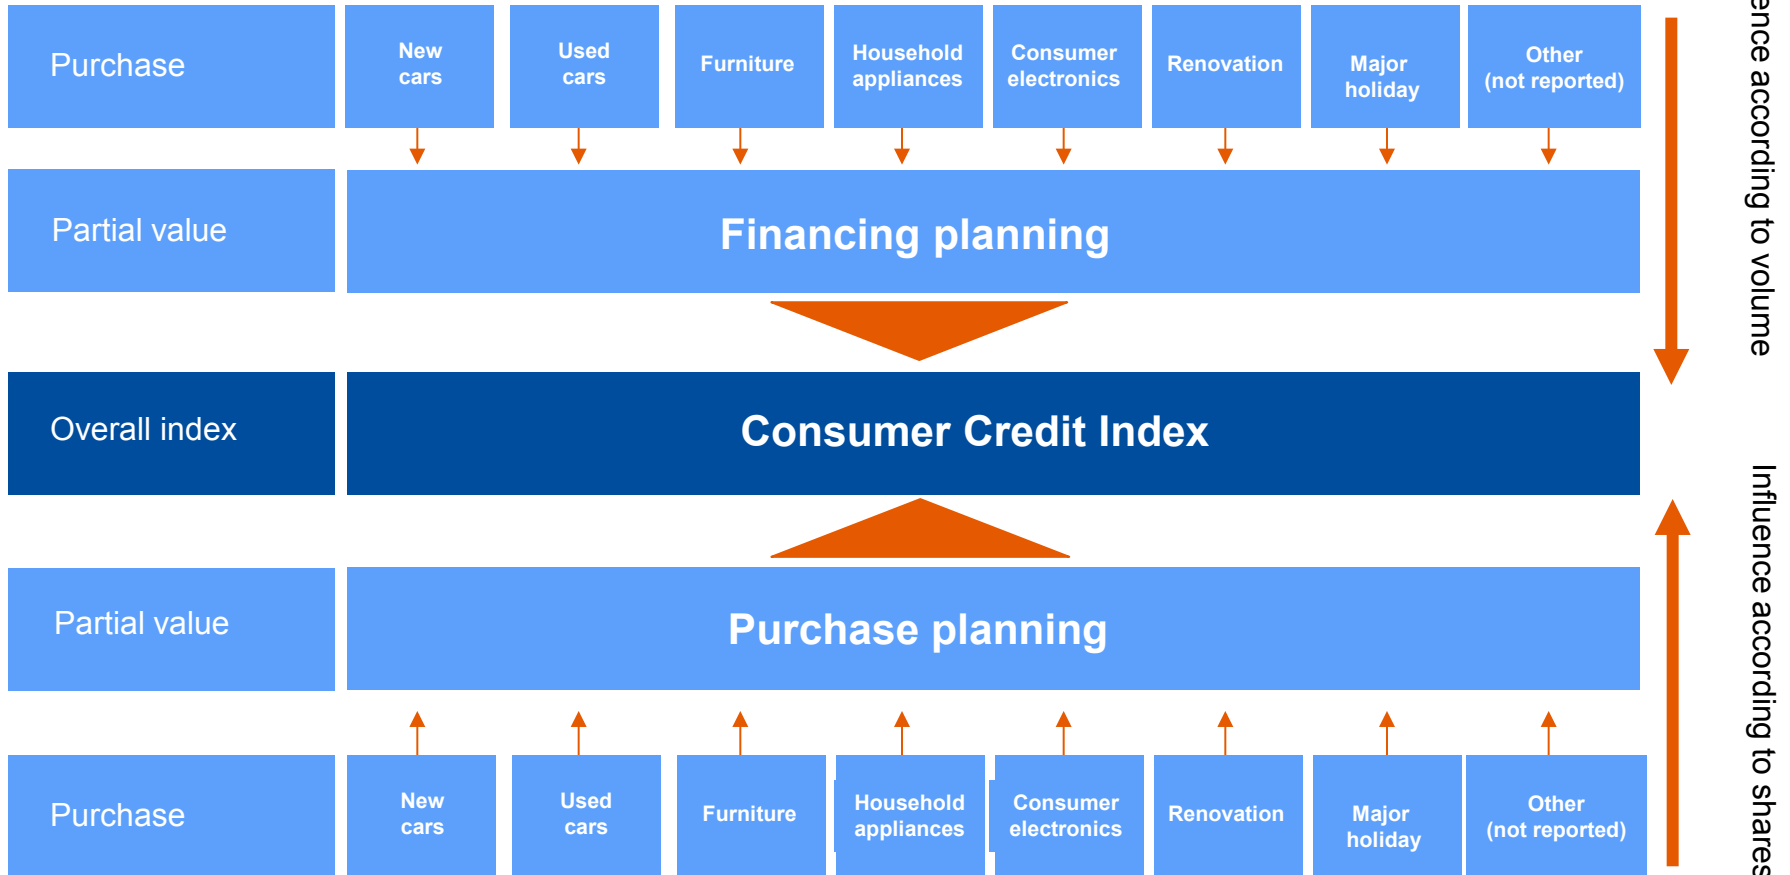 Purchase
New
cars
Used
cars
Furniture
Household
appliances
Consumer
electronics
Renovation
Major
holiday
Other
(not reported)
Partial value
Financing planning
according to volume
Overall index
Consumer Credit Index
Partial value
Purchase planning
Influence according to shares
Purchase
New
cars
Used
cars
Furniture
Household
appliances
Consumer
electronics
Renovation
Major
holiday
Other
(not reported)